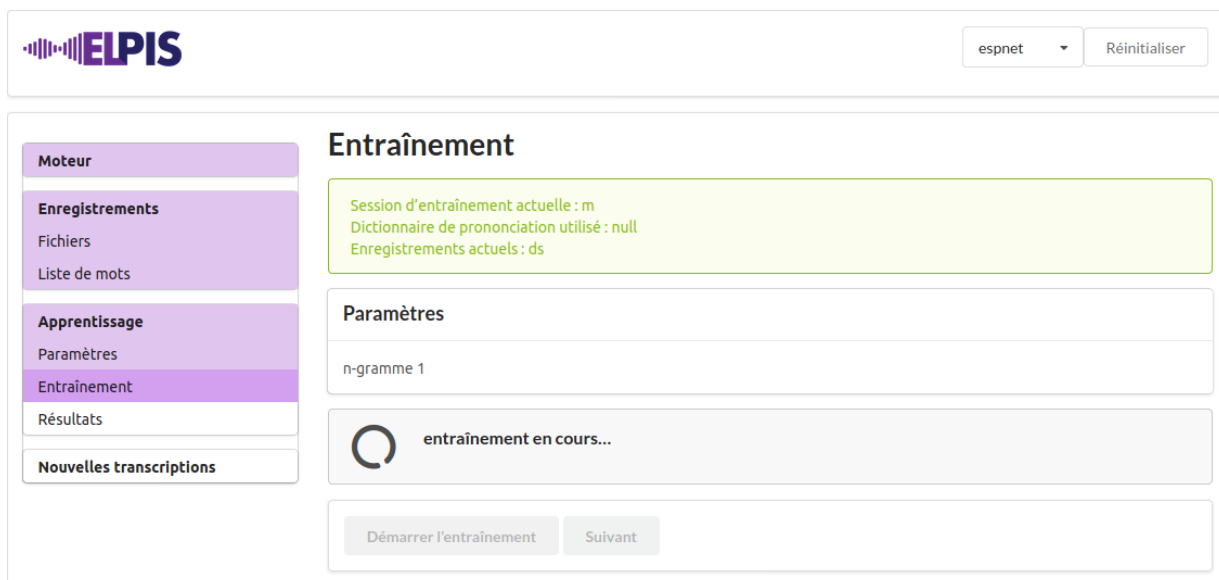 ELPIS
espnet
Réinitialiser
Moteur
Enregistrements
Fichiers
Liste de mots
Apprentissage
Paramètres
Entraînement
Résultats
Nouvelles transcriptions
Entraînement
Session d'entraînement actuelle : m
Dictionnaire de prononciation utilisé : null
Enregistrements actuels : ds
Paramètres
n-gramme 1
entraînement en cours...
Démarrer l'entraînement
Suivant